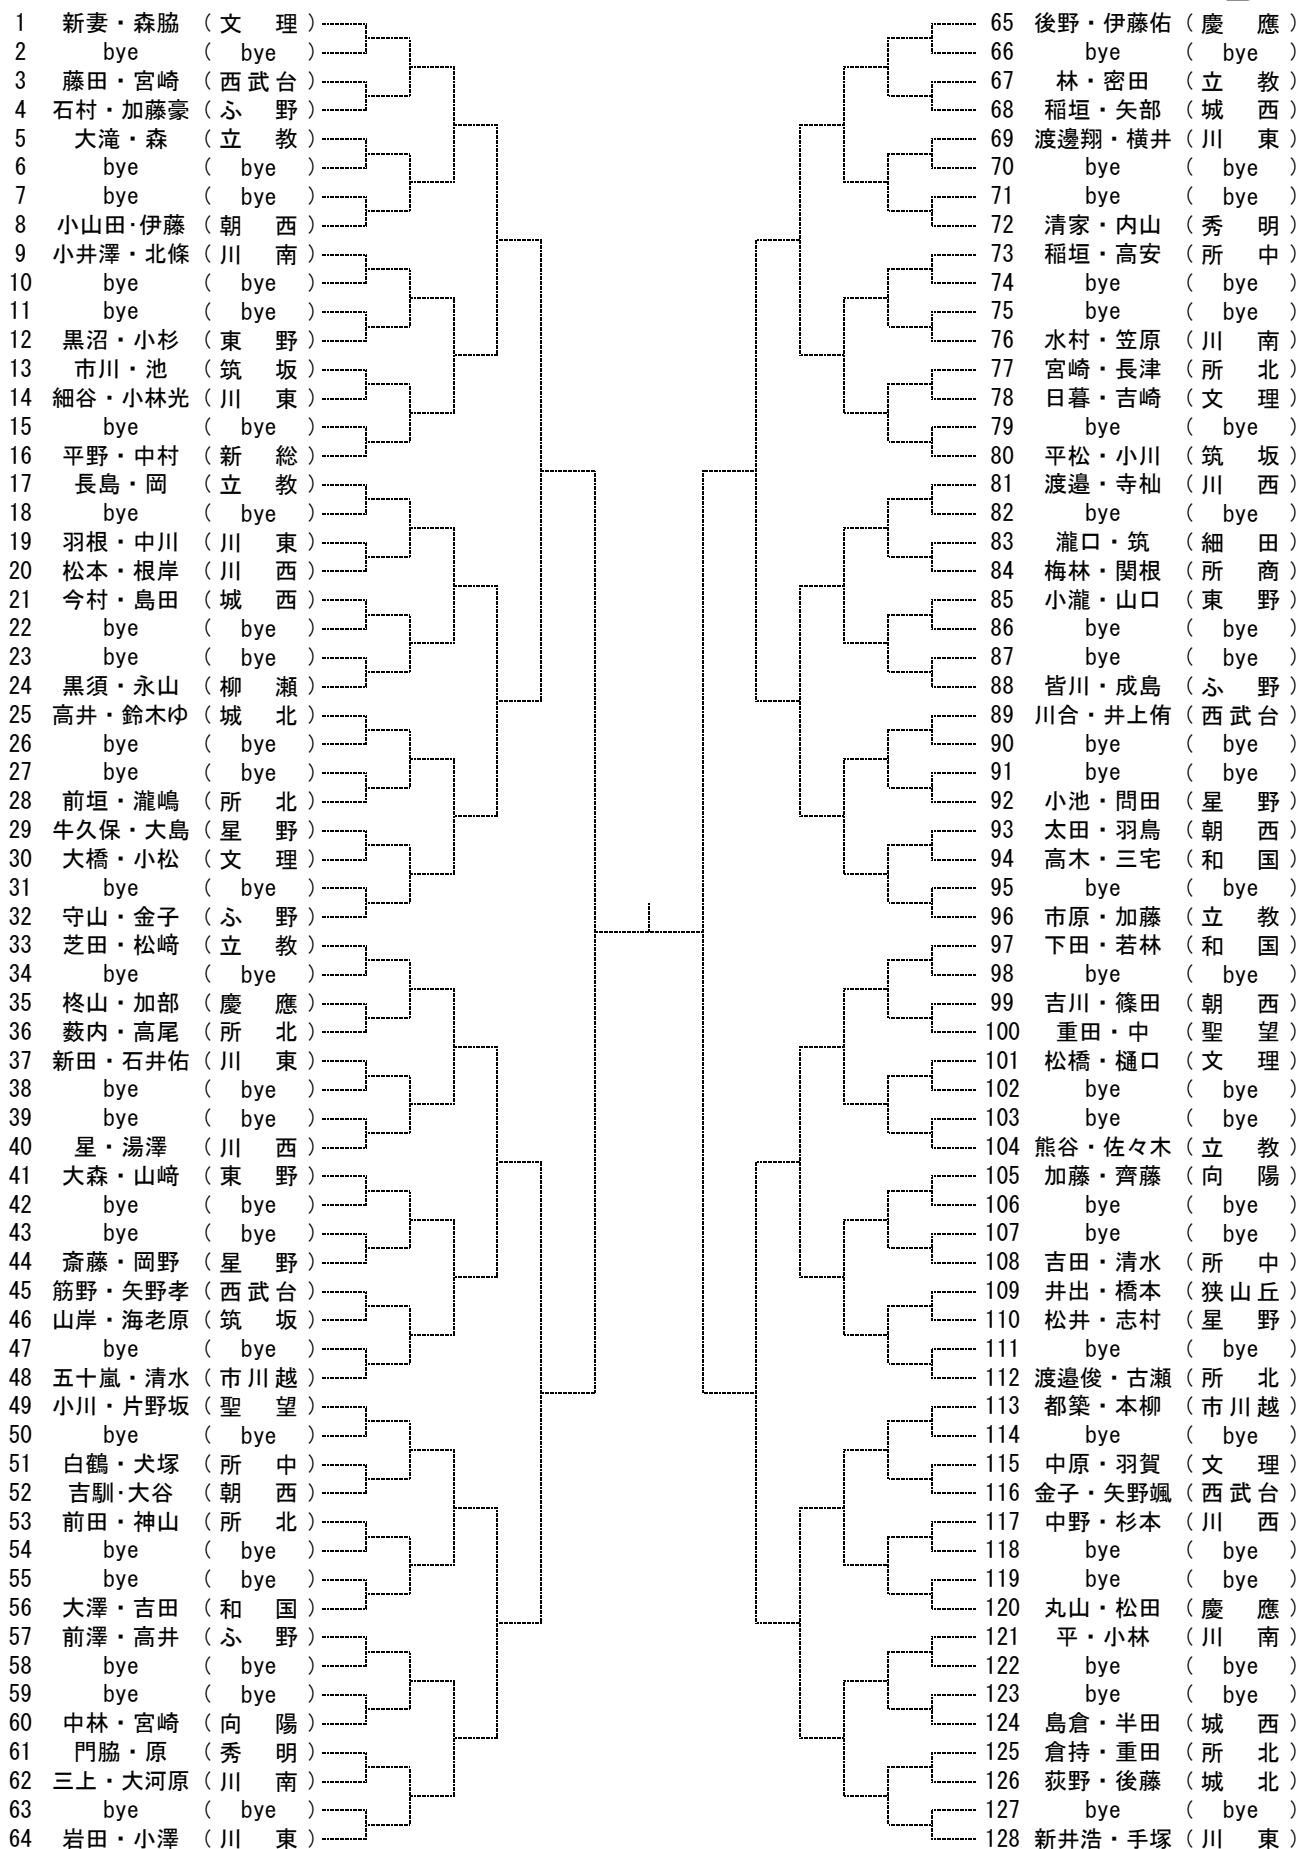 1 新妻・森脇 (文 理)
2 bye ( bye )
3 藤田・宮崎 (西武台)
4 石村・加藤豪 (ふ 野)
5 大滝・森 (立 教)
6 bye ( bye )
7 bye ( bye )
8 小山田・伊藤 (朝 西)
9 小井澤・北條 (川 南)
10 bye ( bye )
11 bye ( bye )
12 黒沼・小杉 (東 野)
13 市川・池 (筑 坂)
14 細谷・小林光 (川 東)
15 bye ( bye )
16 平野・中村 (新 総)
17 長島・岡 (立 教)
18 bye ( bye )
19 羽根・中川 (川 東)
20 松本・根岸 (川 西)
21 今村・島田 (城 西)
22 bye ( bye )
23 bye ( bye )
24 黒須・永山 (柳 瀬)
25 高井・鈴木ゆ (城 北)
26 bye ( bye )
27 bye ( bye )
28 前垣・瀧嶋 (所 北)
29 牛久保・大島 (星 野)
30 大橋・小松 (文 理)
31 bye ( bye )
32 守山・金子 (ふ 野)
33 芝田・松﨑 (立 教)
34 bye ( bye )
35 柊山・加部 (慶 應)
36 薮内・高尾 (所 北)
37 新田・石井佑 (川 東)
38 bye ( bye )
39 bye ( bye )
40 星・湯澤 (川 西)
41 大森・山﨑 (東 野)
42 bye ( bye )
43 bye ( bye )
44 斎藤・岡野 (星 野)
45 筋野・矢野孝 (西武台)
46 山岸・海老原 (筑 坂)
47 bye ( bye )
48 五十嵐・清水 (市川越)
49 小川・片野坂 (聖 望)
50 bye ( bye )
51 白鶴・犬塚 (所 中)
52 吉馴・大谷 (朝 西)
53 前田・神山 (所 北)
54 bye ( bye )
55 bye ( bye )
56 大澤・吉田 (和 国)
57 前澤・高井 (ふ 野)
58 bye ( bye )
59 bye ( bye )
60 中林・宮崎 (向 陽)
61 門脇・原 (秀 明)
62 三上・大河原 (川 南)
63 bye ( bye )
64 岩田・小澤 (川 東)
65 後野・伊藤佑 (慶 應)
66 bye ( bye )
67 林・密田 (立 教)
68 稲垣・矢部 (城 西)
69 渡邊翔・横井 (川 東)
70 bye ( bye )
71 bye ( bye )
72 清家・内山 (秀 明)
73 稲垣・高安 (所 中)
74 bye ( bye )
75 bye ( bye )
76 水村・笠原 (川 南)
77 宮崎・長津 (所 北)
78 日暮・吉崎 (文 理)
79 bye ( bye )
80 平松・小川 (筑 坂)
81 渡邉・寺杣 (川 西)
82 bye ( bye )
83 瀧口・筑 (細 田)
84 梅林・関根 (所 商)
85 小瀧・山口 (東 野)
86 bye ( bye )
87 bye ( bye )
88 皆川・成島 (ふ 野)
89 川合・井上侑 (西武台)
90 bye ( bye )
91 bye ( bye )
92 小池・問田 (星 野)
93 太田・羽鳥 (朝 西)
94 高木・三宅 (和 国)
95 bye ( bye )
96 市原・加藤 (立 教)
97 下田・若林 (和 国)
98 bye ( bye )
99 吉川・篠田 (朝 西)
100 重田・中 (聖 望)
101 松橋・樋口 (文 理)
102 bye ( bye )
103 bye ( bye )
104 熊谷・佐々木 (立 教)
105 加藤・齊藤 (向 陽)
106 bye ( bye )
107 bye ( bye )
108 吉田・清水 (所 中)
109 井出・橋本 (狭山丘)
110 松井・志村 (星 野)
111 bye ( bye )
112 渡邉俊・古瀬 (所 北)
113 都築・本柳 (市川越)
114 bye ( bye )
115 中原・羽賀 (文 理)
116 金子・矢野颯 (西武台)
117 中野・杉本 (川 西)
118 bye ( bye )
119 bye ( bye )
120 丸山・松田 (慶 應)
121 平・小林 (川 南)
122 bye ( bye )
123 bye ( bye )
124 島倉・半田 (城 西)
125 倉持・重田 (所 北)
126 荻野・後藤 (城 北)
127 bye ( bye )
128 新井浩・手塚 (川 東)